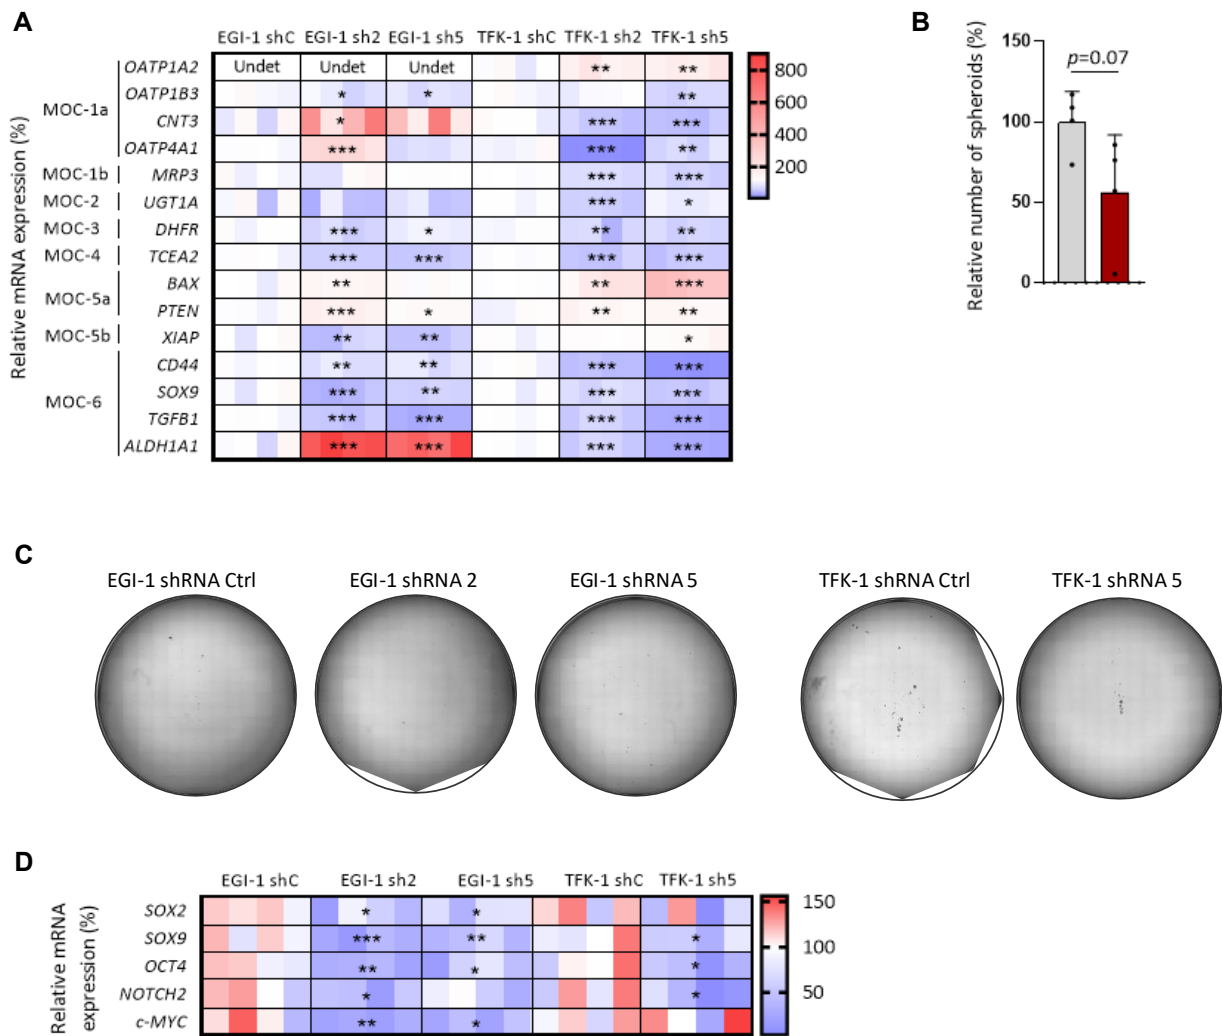 A
EGI-1 shC EGI-1 sh2 EGI-1 sh5 TFK-1 shC TFK-1 sh2 TFK-1 sh5
Relative mRNA expression (%)
MOC-1a
OATP1A2 Undet Undet Undet ** **
OATP1B3 * * **
CNT3 * *** ***
OATP4A1 *** *** **
MOC-1b MRP3 *** ***
MOC-2 UGT1A *** *
MOC-3 DHFR *** * ** **
MOC-4 TCEA2 *** *** *** ***
MOC-5a
BAX ** ** ***
PTEN *** * ** **
MOC-5b XIAP ** ** *
MOC-6
CD44 ** ** *** ***
SOX9 *** ** *** ***
TGFB1 *** *** *** ***
ALDH1A1 *** *** *** ***
800
600
400
200
B
Relative number of spheroids (%)
150
100
50
0
p=0.07
C
EGI-1 shRNA Ctrl EGI-1 shRNA 2 EGI-1 shRNA 5 TFK-1 shRNA Ctrl TFK-1 shRNA 5
D
EGI-1 shC EGI-1 sh2 EGI-1 sh5 TFK-1 shC TFK-1 sh5
Relative mRNA
expression (%)
SOX2 * *
SOX9 *** ** *
OCT4 ** * *
NOTCH2 * *
c-MYC ** *
150
100
50